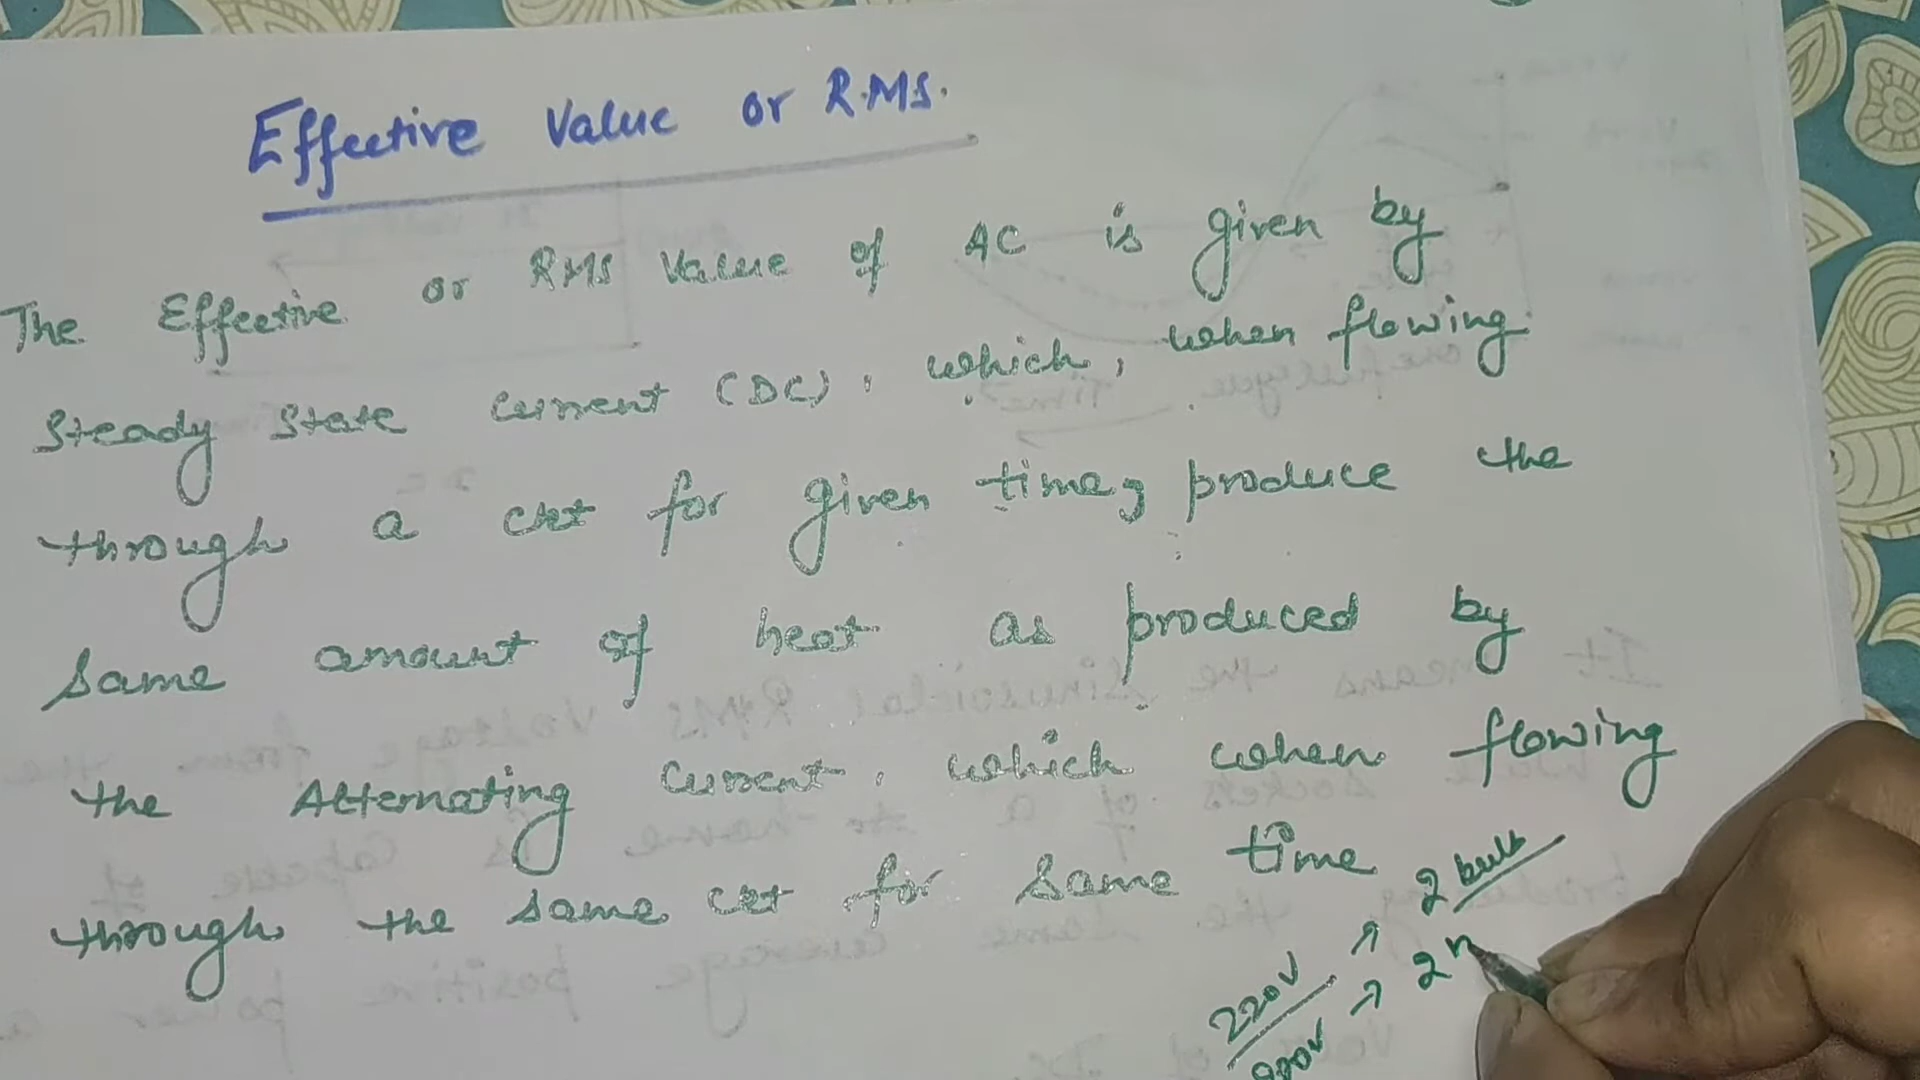 Effective Value or R.M.S.
The Effective or RMS Value of AC is given by
Steady State current (DC), which, when flowing
through a ckt for given time, produce the
same amount of heat as produced by
the Alternating Current, which when flowing
through the same ckt for same time
2 bulb
220V ↗
2 n
220V ↗